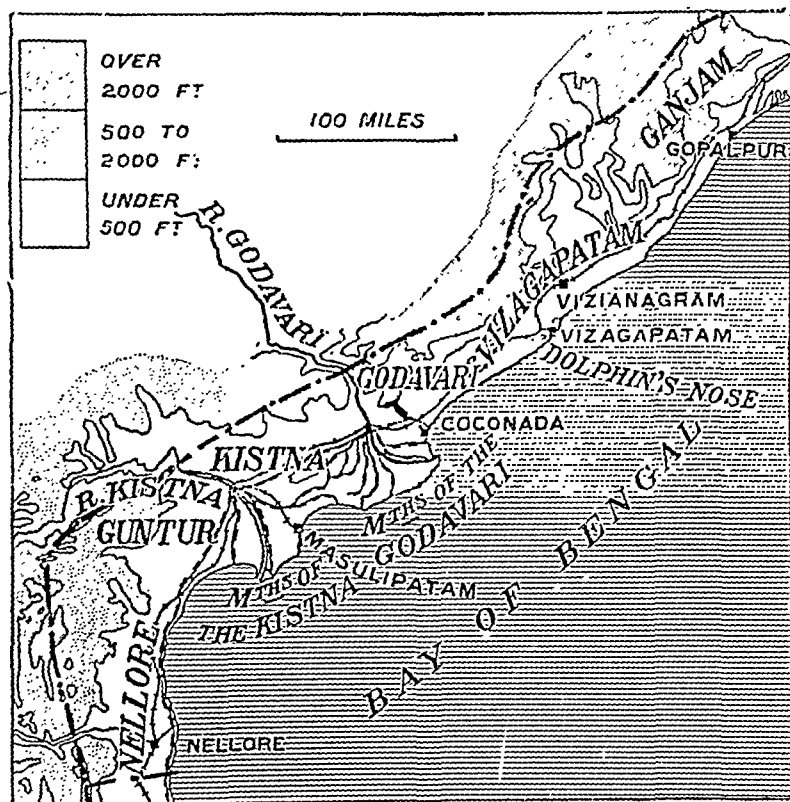 OVER
2000 FT
500 TO
2000 FT
UNDER
500 FT
100 MILES
GANJAM
GOPALPUR
R. GODAVARI
VIZAGAPATAM
VIZIANAGRAM
VIZAGAPATAM
DOLPHIN'S NOSE
GODAVARI
COCONADA
KISTNA
R. KISTNA
GUNTUR
MTHS OF THE
GODAVARI
MASULIPATAM
MTHS OF
THE KISTNA
BAY OF BENGAL
NELLORE
NELLORE